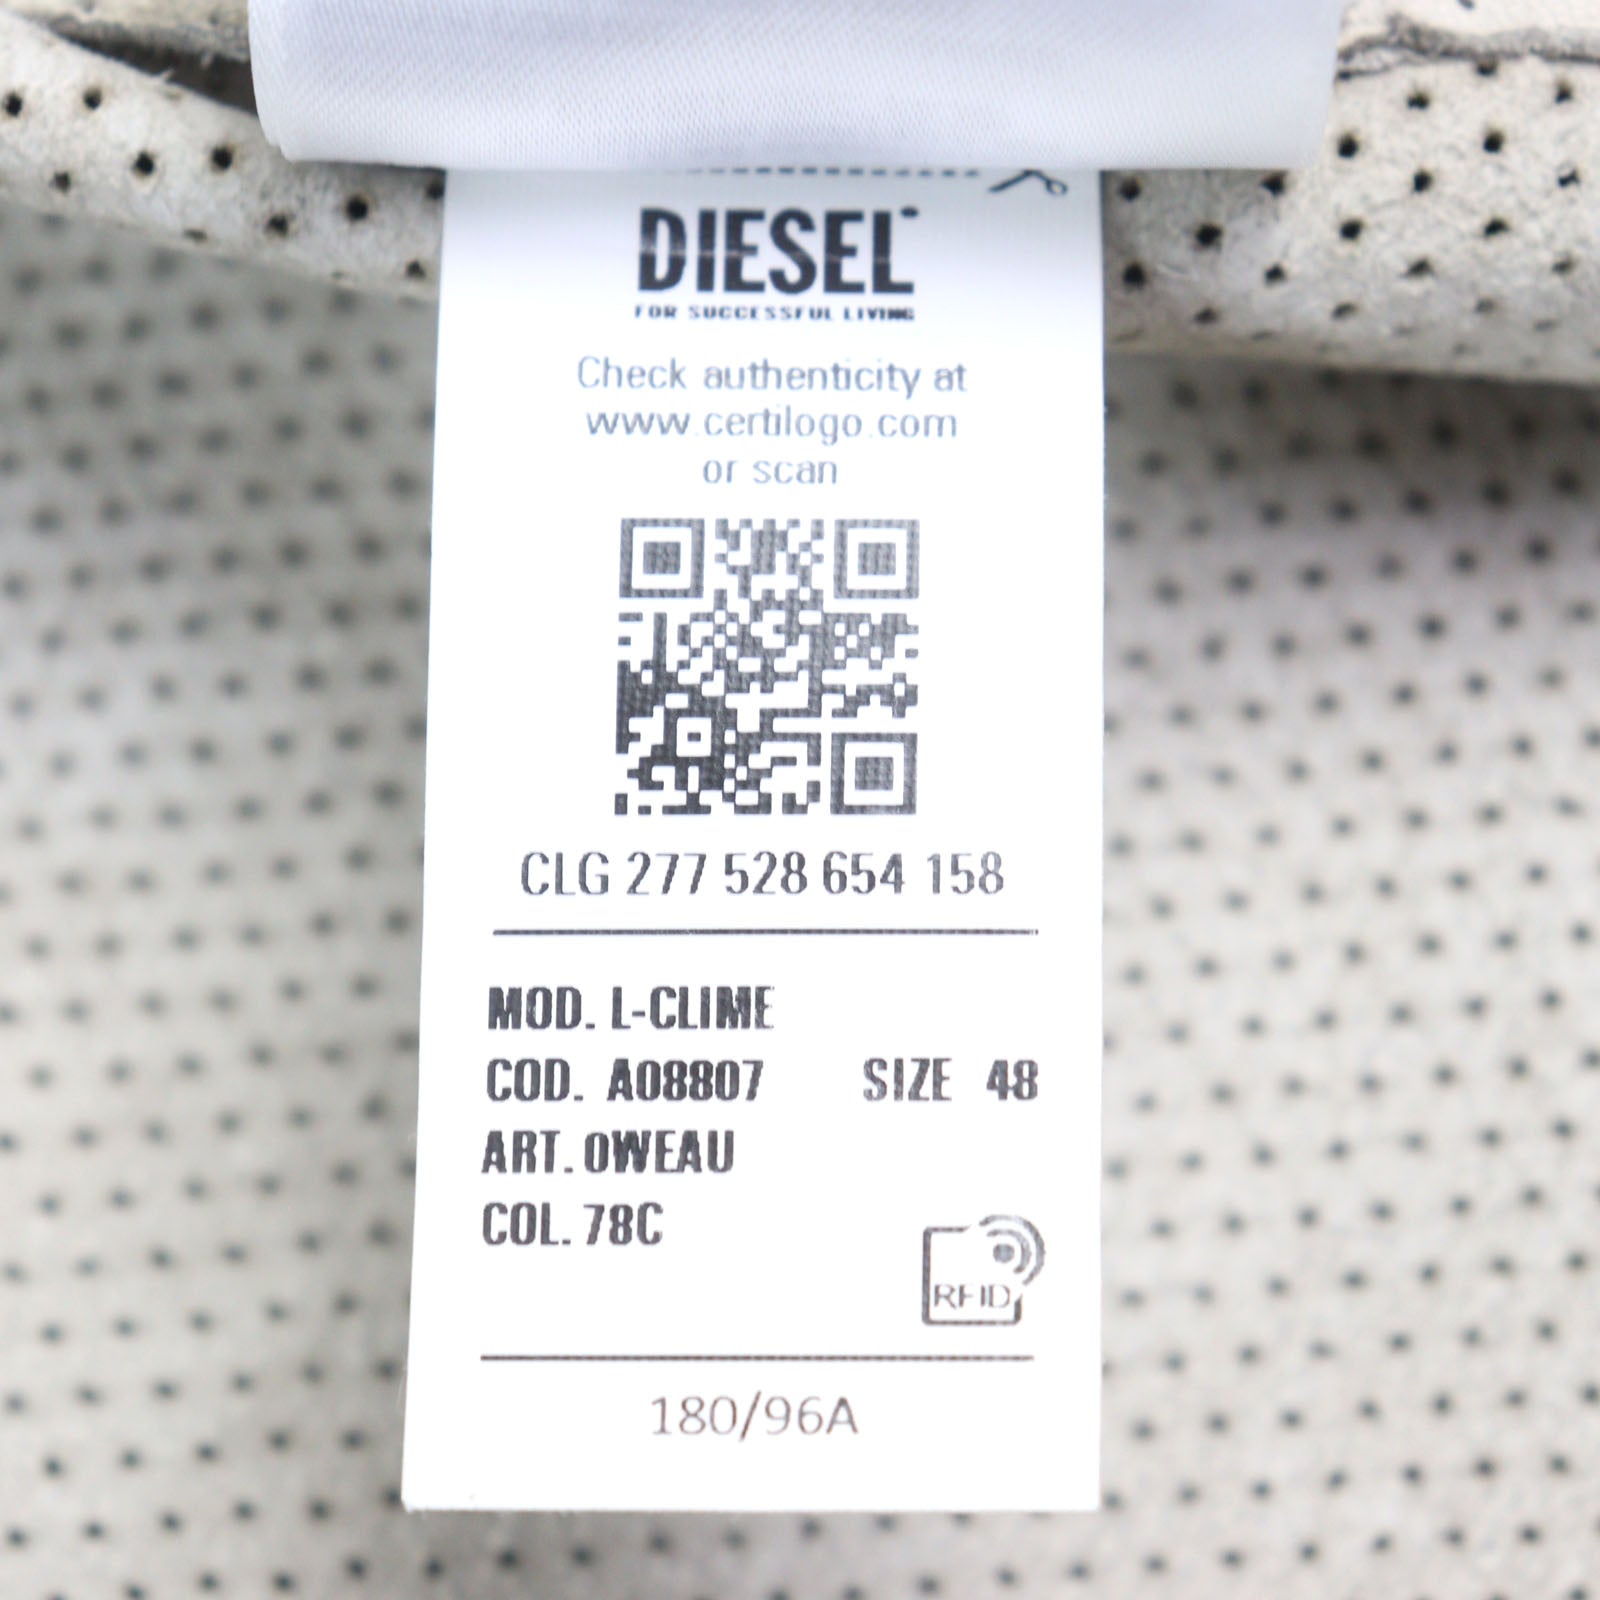 DIESEL
FOR SUCCESSFUL LIVING
Check authenticity at
www.certilogo.com
or scan
CLG 277 528 654 158
MOD. L-CLIME
COD. A08807 SIZE 48
ART. 0WEAU
COL. 78C
RFID
180/96A